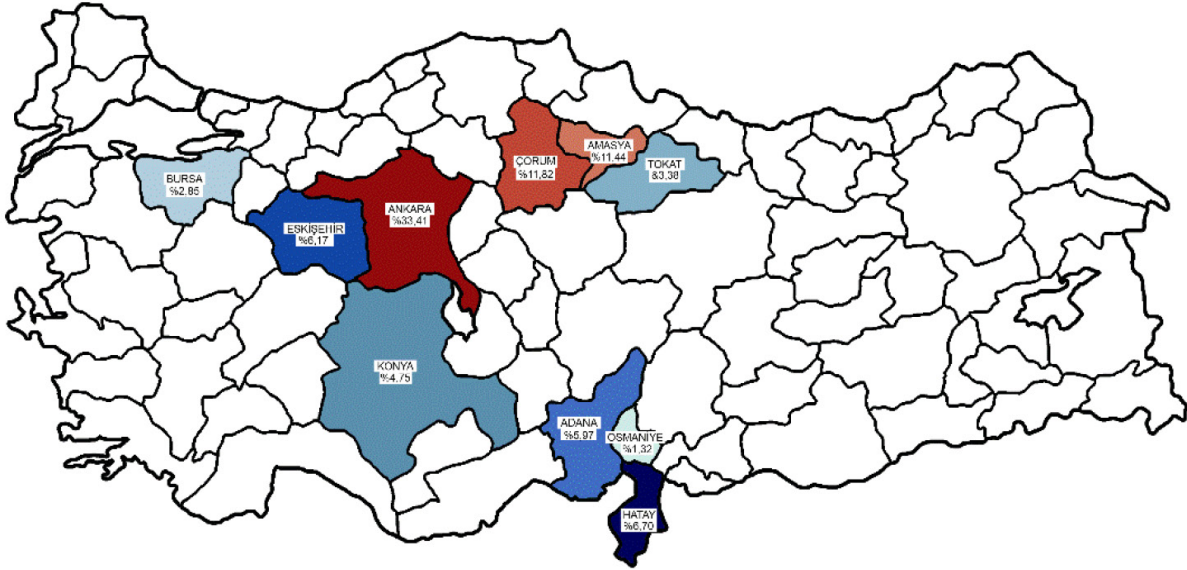 ÇORUM
%11,82
AMASYA
%11,44
TOKAT
&3,38
BURSA
%2.85
ANKARA
%33,41
ESKİŞEHİR
%6,17
KONYA
%4.75
ADANA
%5.97
OSMANİYE
%1,32
HATAY
%6,70